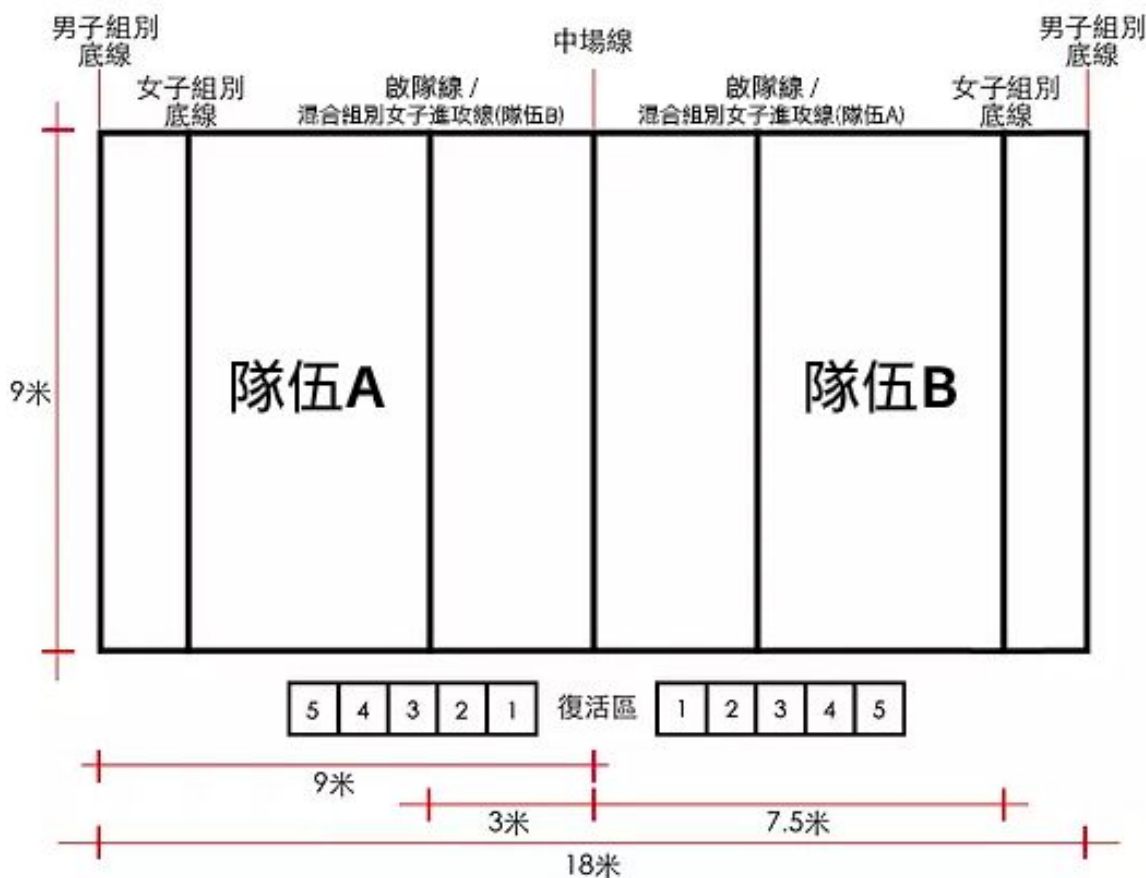 男子組別
底線
女子組別
底線
啟隊線 /
混合組別女子進攻線(隊伍B)
中場線
啟隊線 /
混合組別女子進攻線(隊伍A)
女子組別
底線
男子組別
底線
9米
隊伍A
隊伍B
5 4 3 2 1
復活區
1 2 3 4 5
9米
3米
7.5米
18米